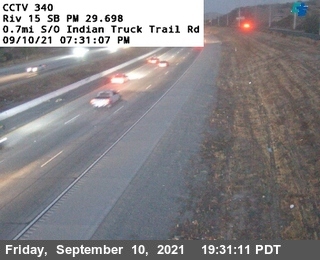 CCTV 340
Riv 15 SB PM 29.698
0.7mi S/O Indian Truck Trail Rd
09/10/21 07:31:07 PM
Friday, September 10, 2021 19:31:11 PDT